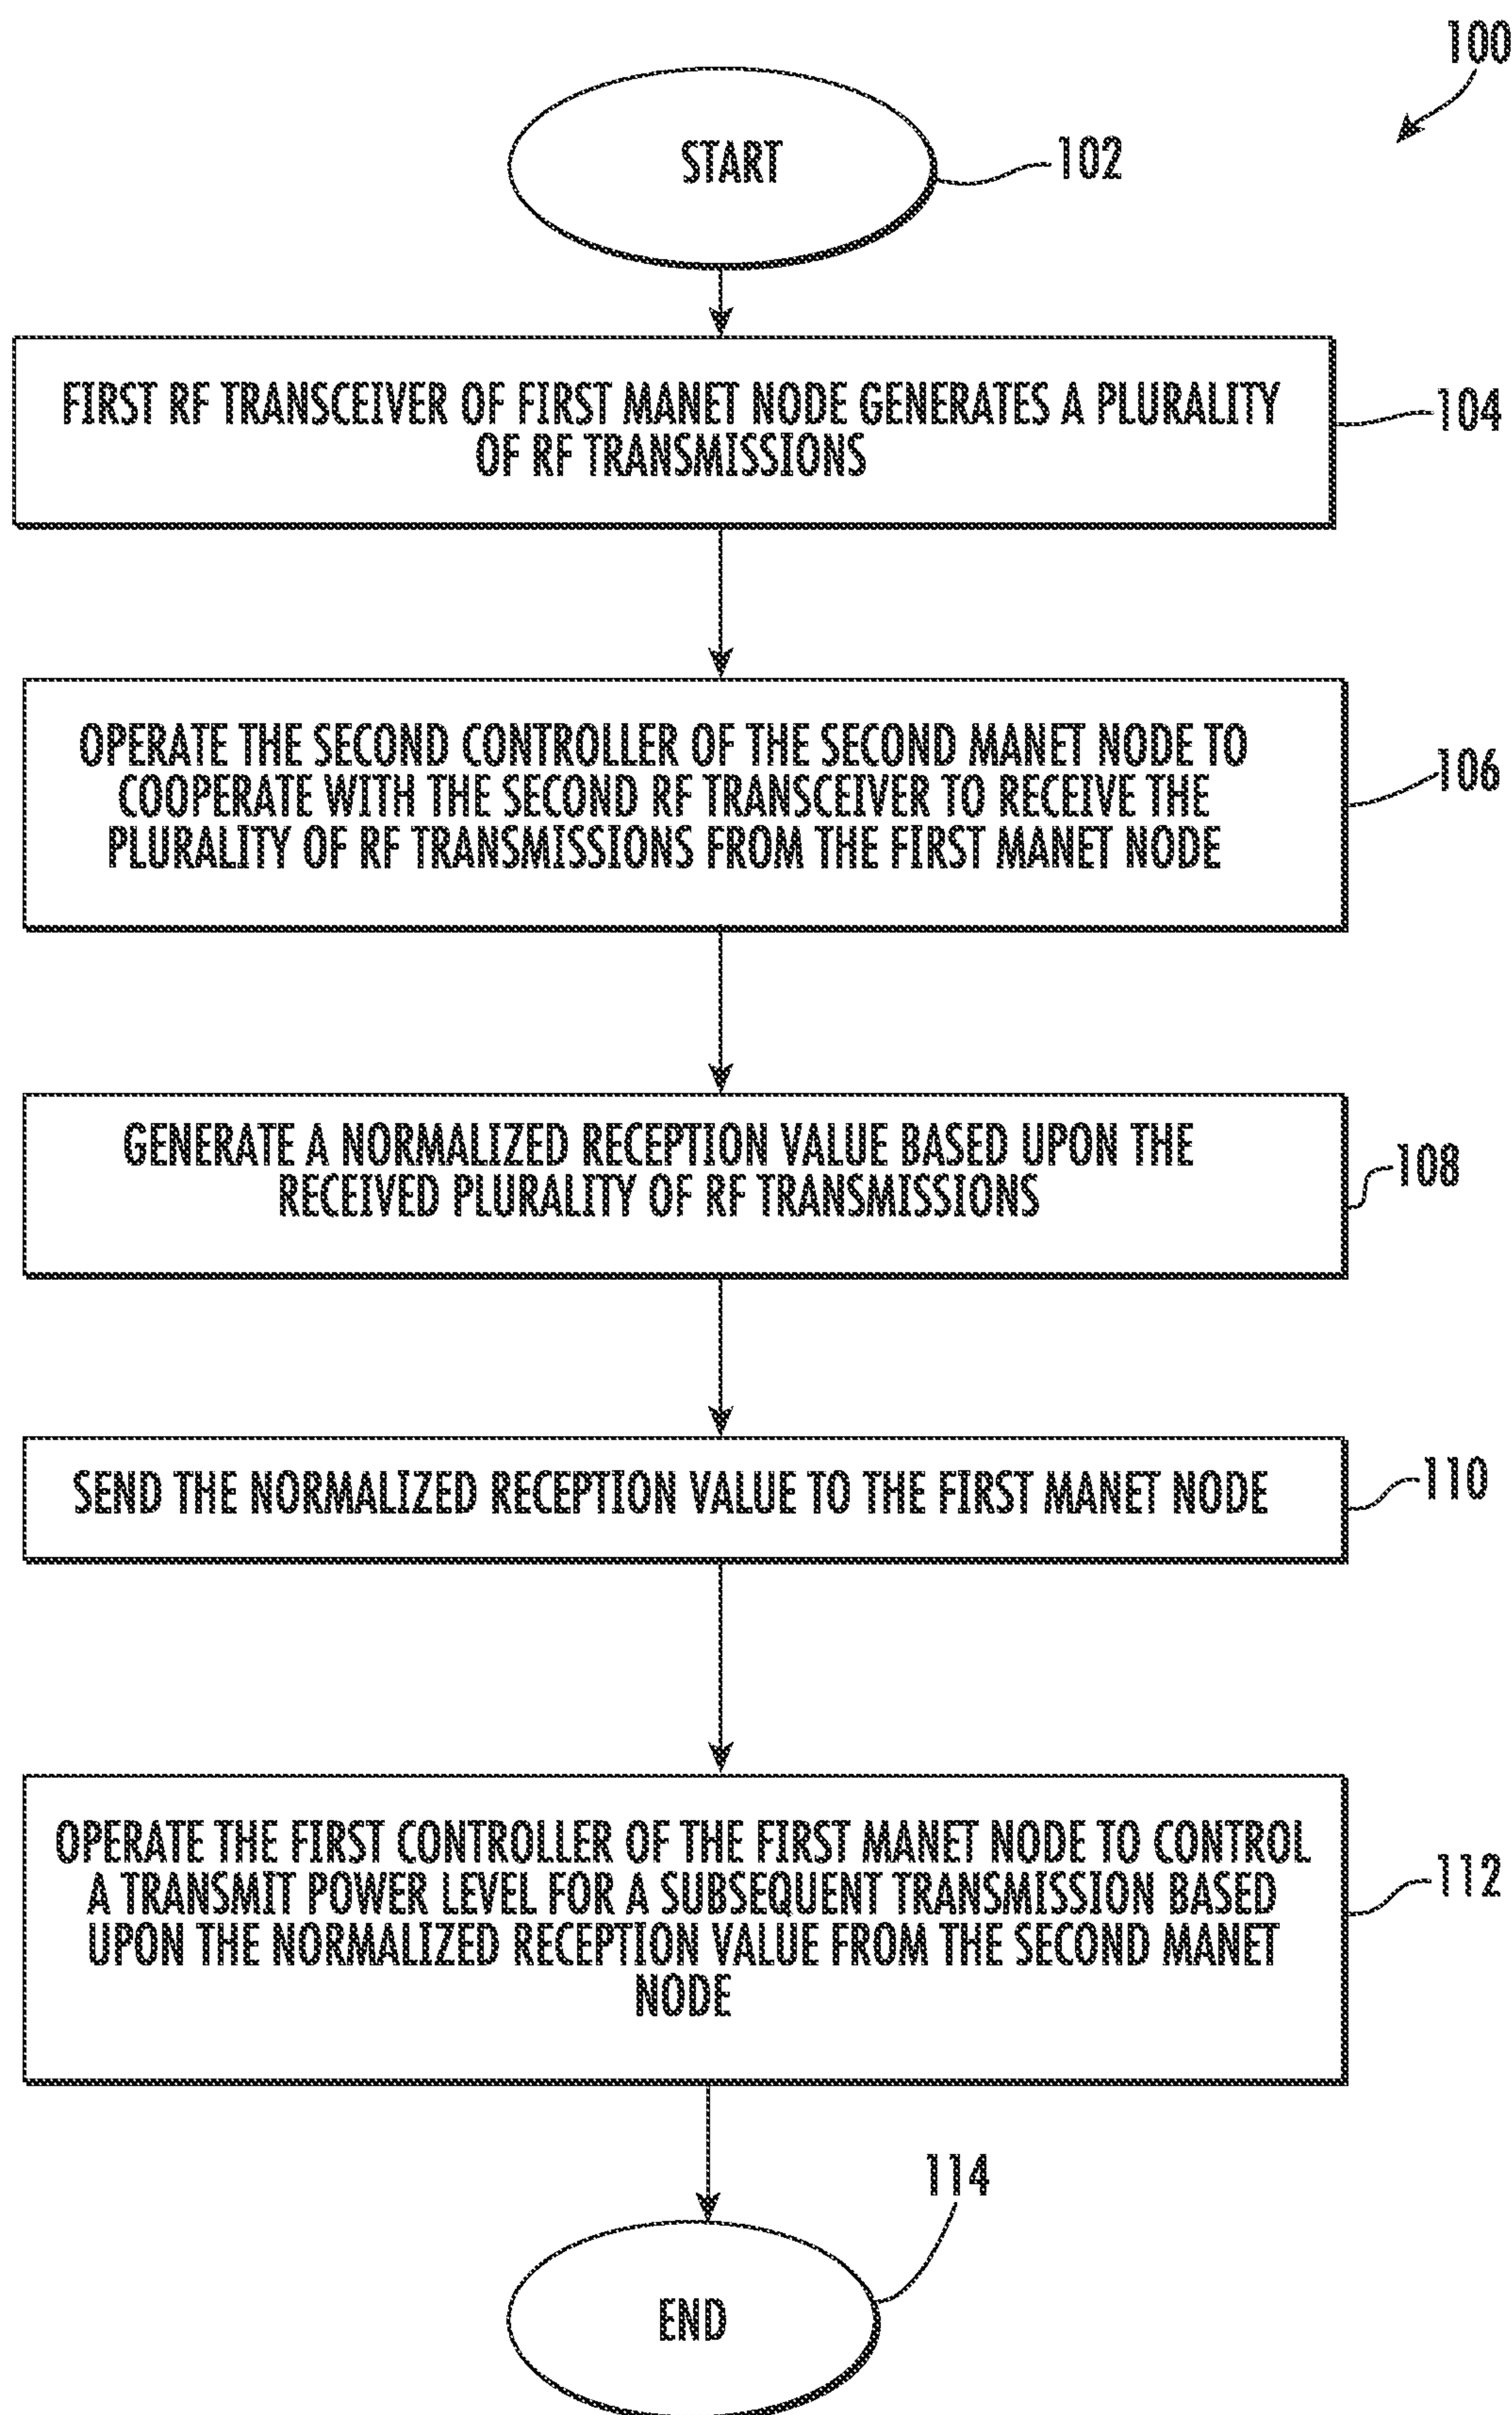 100
START
102
FIRST RF TRANSCEIVER OF FIRST MANET NODE GENERATES A PLURALITY
OF RF TRANSMISSIONS
104
OPERATE THE SECOND CONTROLLER OF THE SECOND MANET NODE TO
COOPERATE WITH THE SECOND RF TRANSCEIVER TO RECEIVE THE
PLURALITY OF RF TRANSMISSIONS FROM THE FIRST MANET NODE
106
GENERATE A NORMALIZED RECEPTION VALUE BASED UPON THE
RECEIVED PLURALITY OF RF TRANSMISSIONS
108
SEND THE NORMALIZED RECEPTION VALUE TO THE FIRST MANET NODE
110
OPERATE THE FIRST CONTROLLER OF THE FIRST MANET NODE TO CONTROL
A TRANSMIT POWER LEVEL FOR A SUBSEQUENT TRANSMISSION BASED
UPON THE NORMALIZED RECEPTION VALUE FROM THE SECOND MANET
NODE
112
114
END